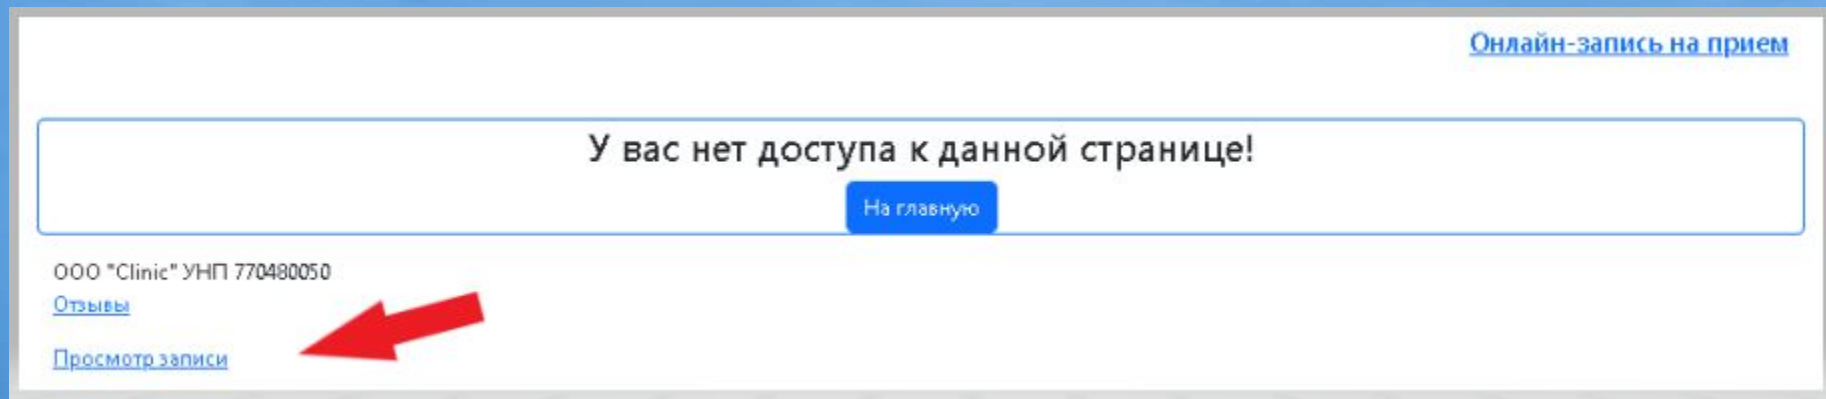 Онлайн-запись на прием
У вас нет доступа к данной странице!
На главную
ООО "Clinic" УНП 770480050
Отзывы
Просмотр записи